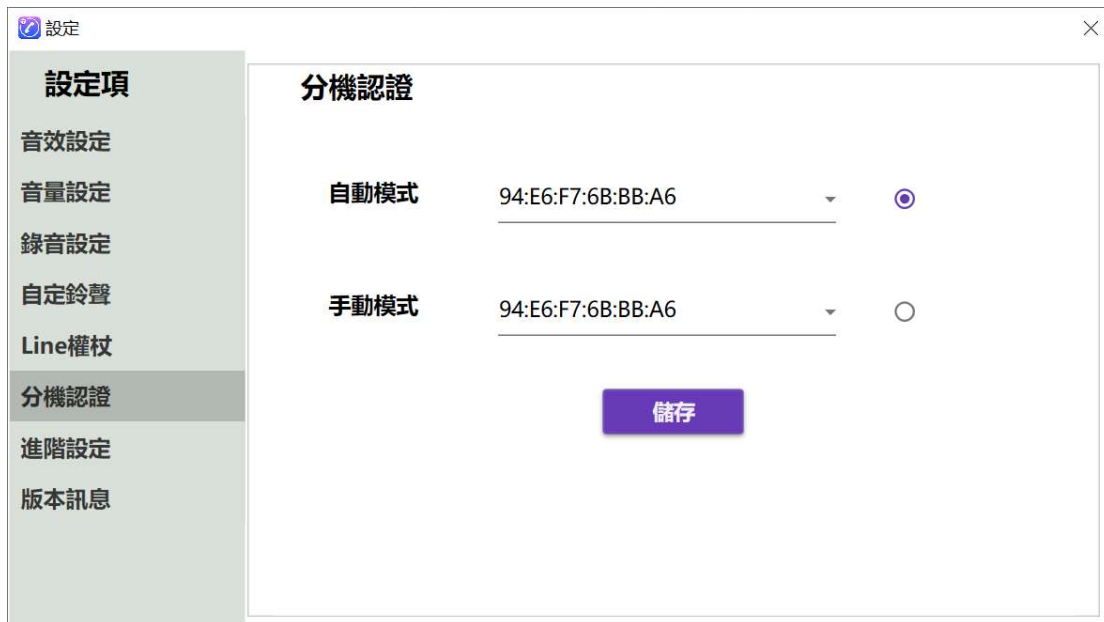 設定
設定項
音效設定
音量設定
錄音設定
自定鈴聲
Line權杖
分機認證
進階設定
版本訊息
分機認證
自動模式 94:E6:F7:6B:BB:A6
手動模式 94:E6:F7:6B:BB:A6
儲存